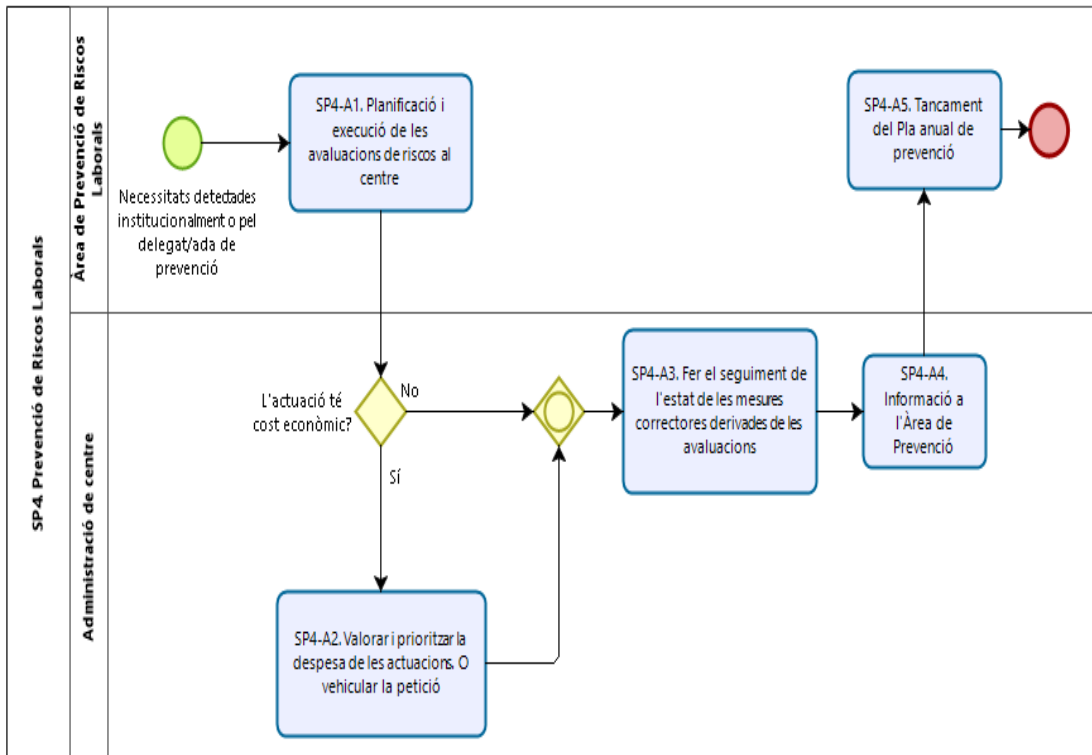 SP4. Prevenció de Riscos Laborals
Àrea de Prevenció de Riscos
Laborals
Necessitats detectades
institucionalment o pel
delegat/ada de
prevenció
SP4-A1. Planificació i
execució de les
avaluacions de riscos al
centre
SP4-A5. Tancament
del Pla anual de
prevenció
Administració de centre
L'actuació té
cost econòmic?
No
Sí
SP4-A2. Valorar i prioritzar la
despesa de les actuacions. O
vehicular la petició
SP4-A3. Fer el seguiment de
l'estat de les mesures
correctores derivades de les
avaluacions
SP4-A4.
Informació a
l'Àrea de
Prevenció